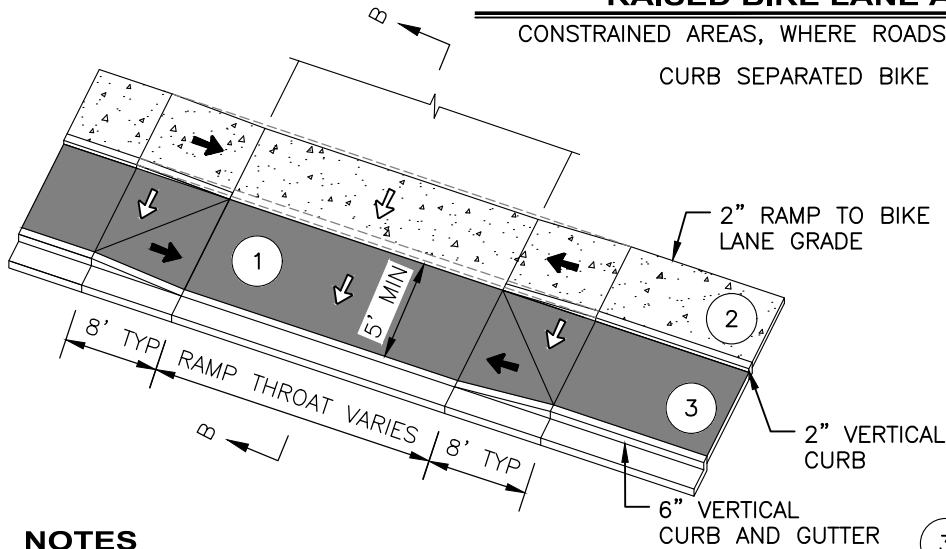 RAISED BIKE LANE A
CONSTRAINED AREAS, WHERE ROADS
CURB SEPARATED BIKE
B
2” RAMP TO BIKE
LANE GRADE
1
5' MIN
2
3
8' TYP
RAMP THROAT VARIES
8' TYP
B
2” VERTICAL
CURB
6” VERTICAL
CURB AND GUTTER
NOTES